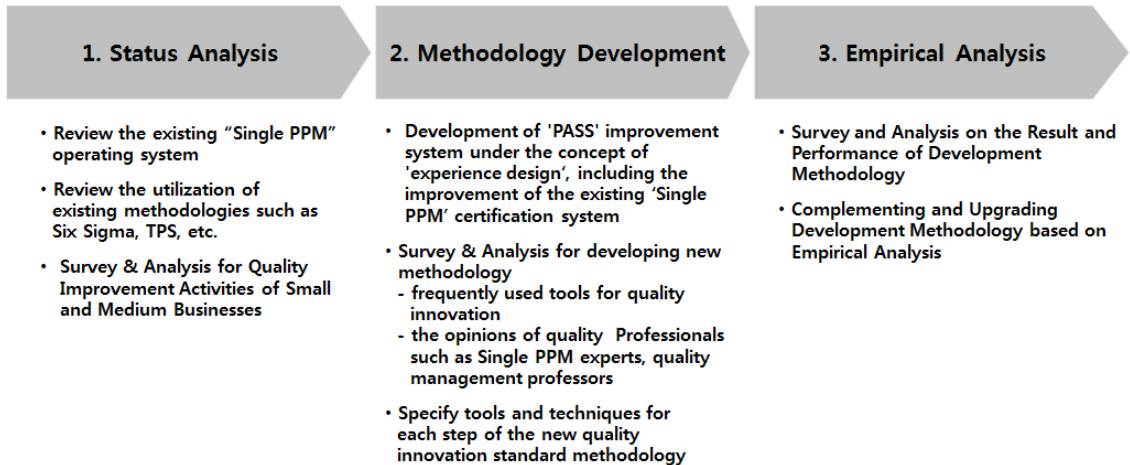 1. Status Analysis
• Review the existing “Single PPM”
operating system
• Review the utilization of
existing methodologies such as
Six Sigma, TPS, etc.
• Survey & Analysis for Quality
Improvement Activities of Small
and Medium Businesses
2. Methodology Development
• Development of 'PASS' improvement
system under the concept of
'experience design‘, including the
improvement of the existing ‘Single
PPM’ certification system
• Survey & Analysis for developing new
methodology
- frequently used tools for quality
innovation
- the opinions of quality Professionals
such as Single PPM experts, quality
management professors
• Specify tools and techniques for
each step of the new quality
innovation standard methodology
3. Empirical Analysis
• Survey and Analysis on the Result and
Performance of Development
Methodology
• Complementing and Upgrading
Development Methodology based on
Empirical Analysis